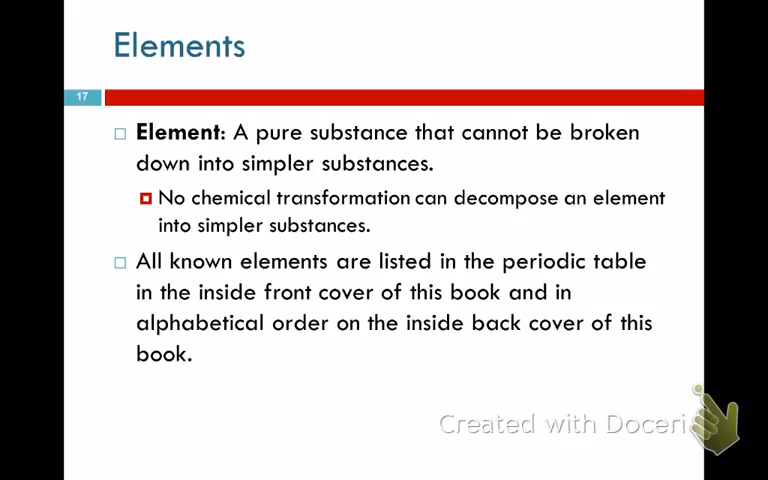 Elements
17
Element: A pure substance that cannot be broken
down into simpler substances.
No chemical transformation can decompose an element
into simpler substances.
All known elements are listed in the periodic table
in the inside front cover of this book and in
alphabetical order on the inside back cover of this
book.
Created with Doceri